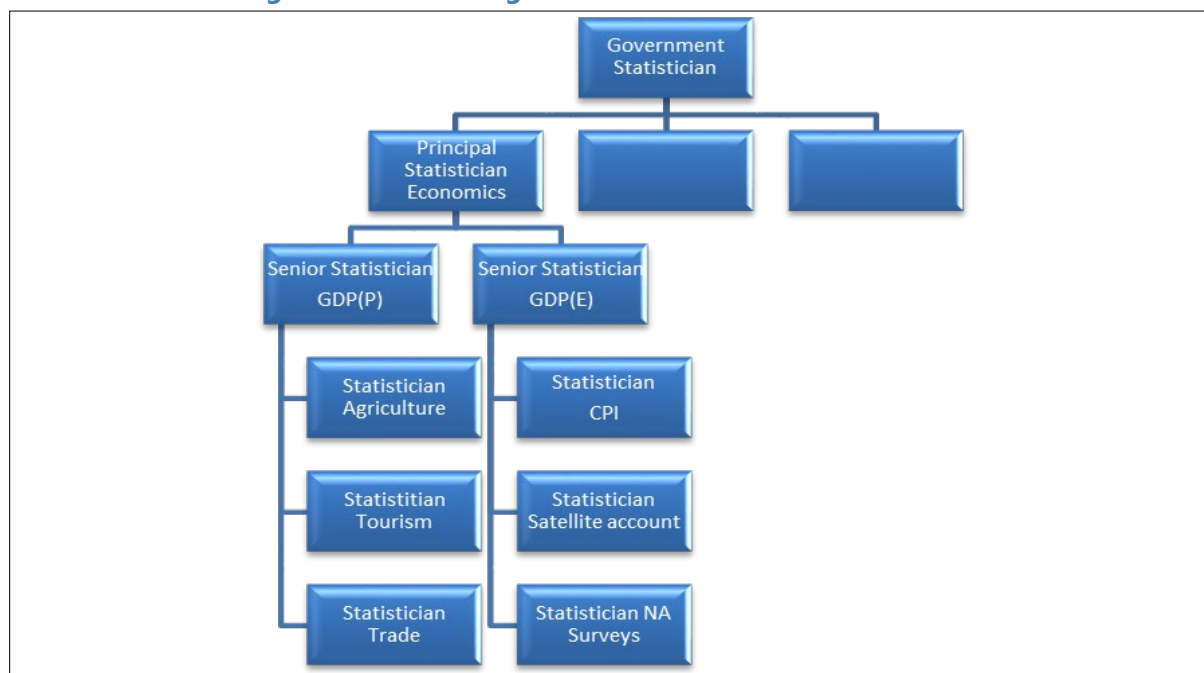 Government
Statistician
Principal
Statistician
Economics
Senior Statistician
GDP(P)
Senior Statistician
GDP(E)
Statistician
Agriculture
Statistician
CPI
Statistitian
Tourism
Statistician
Satellite account
Statistician
Trade
Statistician NA
Surveys